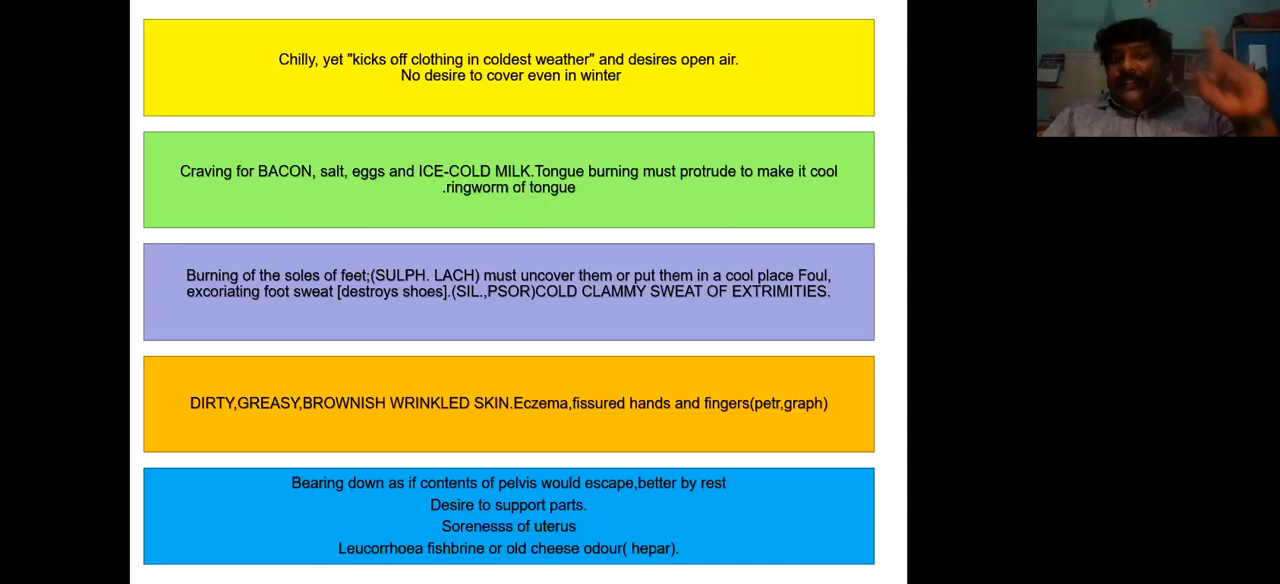 Chilly, yet "kicks off clothing in coldest weather" and desires open air.
No desire to cover even in winter
Craving for BACON, salt, eggs and ICE-COLD MILK.Tongue burning must protrude to make it cool
.ringworm of tongue
Burning of the soles of feet;(SULPH. LACH) must uncover them or put them in a cool place Foul,
excoriating foot sweat [destroys shoes].(SIL.,PSOR)COLD CLAMMY SWEAT OF EXTRIMITIES.
DIRTY,GREASY,BROWNISH WRINKLED SKIN.Eczema,fissured hands and fingers(petr,graph)
Bearing down as if contents of pelvis would escape,better by rest
Desire to support parts.
Sorenesss of uterus
Leucorrhoea fishbrine or old cheese odour( hepar).